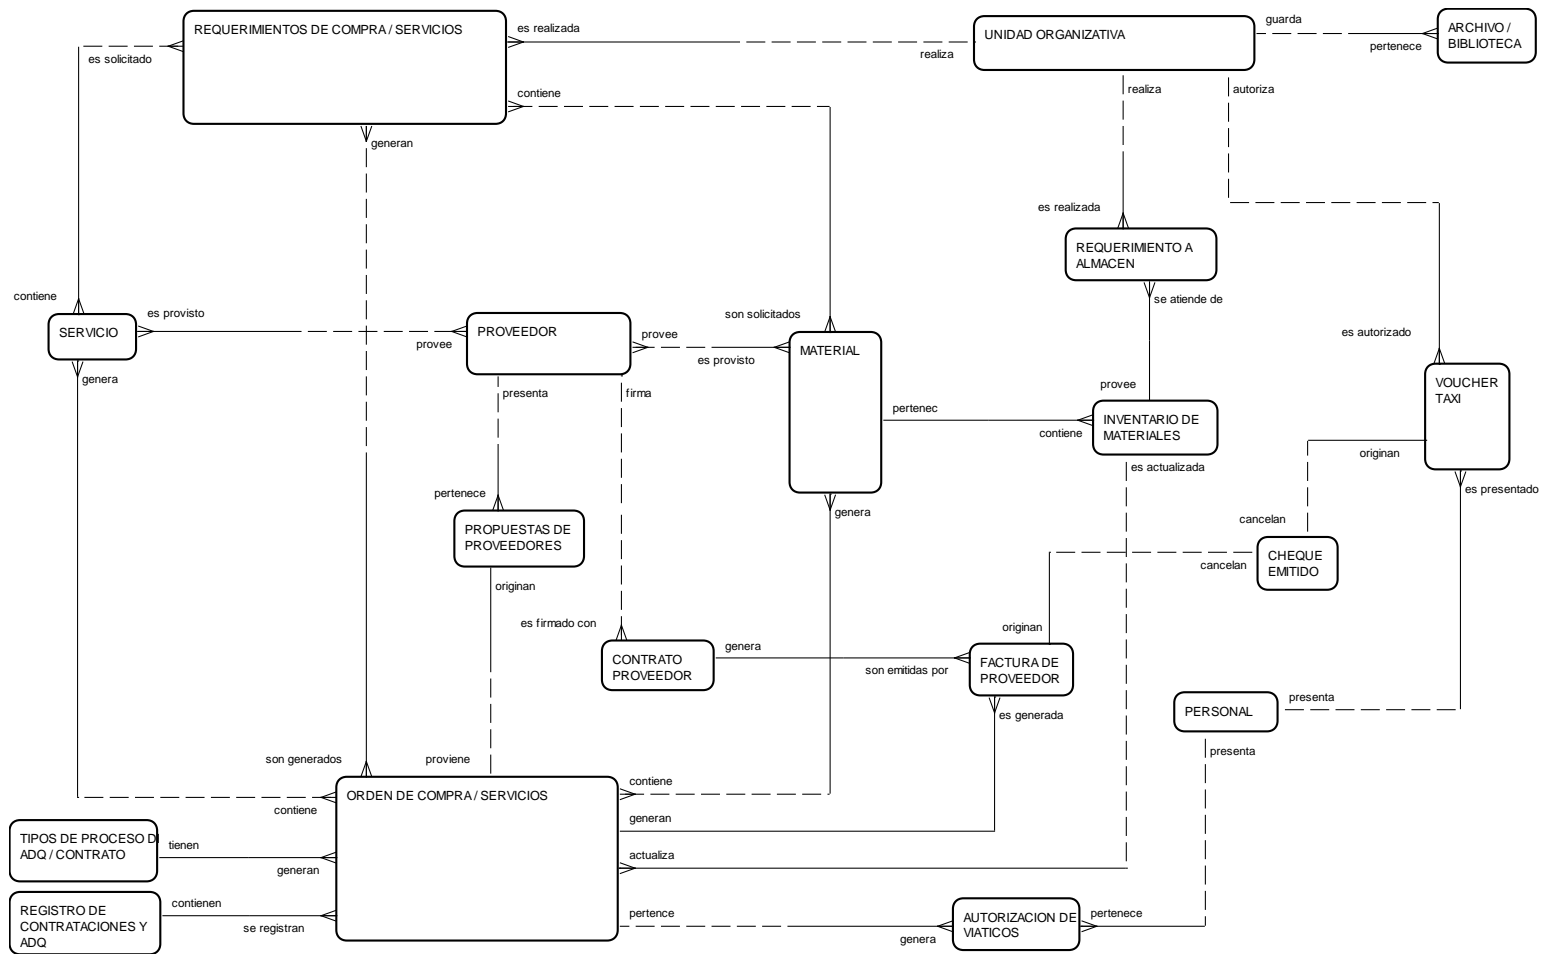 REQUERIMIENTOS DE COMPRA / SERVICIOS
es realizada
realiza
UNIDAD ORGANIZATIVA
guarda
pertenece
ARCHIVO /
BIBLIOTECA
es solicitado
contiene
generan
realiza
autoriza
es realizada
REQUERIMIENTO A
ALMACEN
se atiende de
contiene
SERVICIO
es provisto
provee
PROVEEDOR
provee
es provisto
son solicitados
MATERIAL
es autorizado
VOUCHER
TAXI
genera
presenta
firma
provee
pertenec
contiene
INVENTARIO DE
MATERIALES
es actualizada
originan
es presentado
pertenece
PROPUESTAS DE
PROVEEDORES
originan
genera
cancelan
cancelan
CHEQUE
EMITIDO
es firmado con
CONTRATO
PROVEEDOR
genera
son emitidas por
originan
FACTURA DE
PROVEEDOR
es generada
PERSONAL
presenta
presenta
son generados
proviene
contiene
ORDEN DE COMPRA / SERVICIOS
contiene
generan
actualiza
TIPOS DE PROCESO DE
ADQ / CONTRATO
tienen
generan
REGISTRO DE
CONTRATACIONES Y
ADQ
contienen
se registran
pertence
genera
AUTORIZACION DE
VIATICOS
pertenece